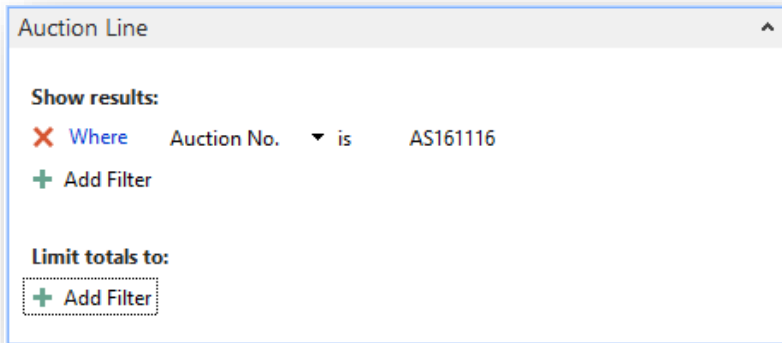 Auction Line
Show results:
Where Auction No. is AS161116
Add Filter
Limit totals to:
Add Filter